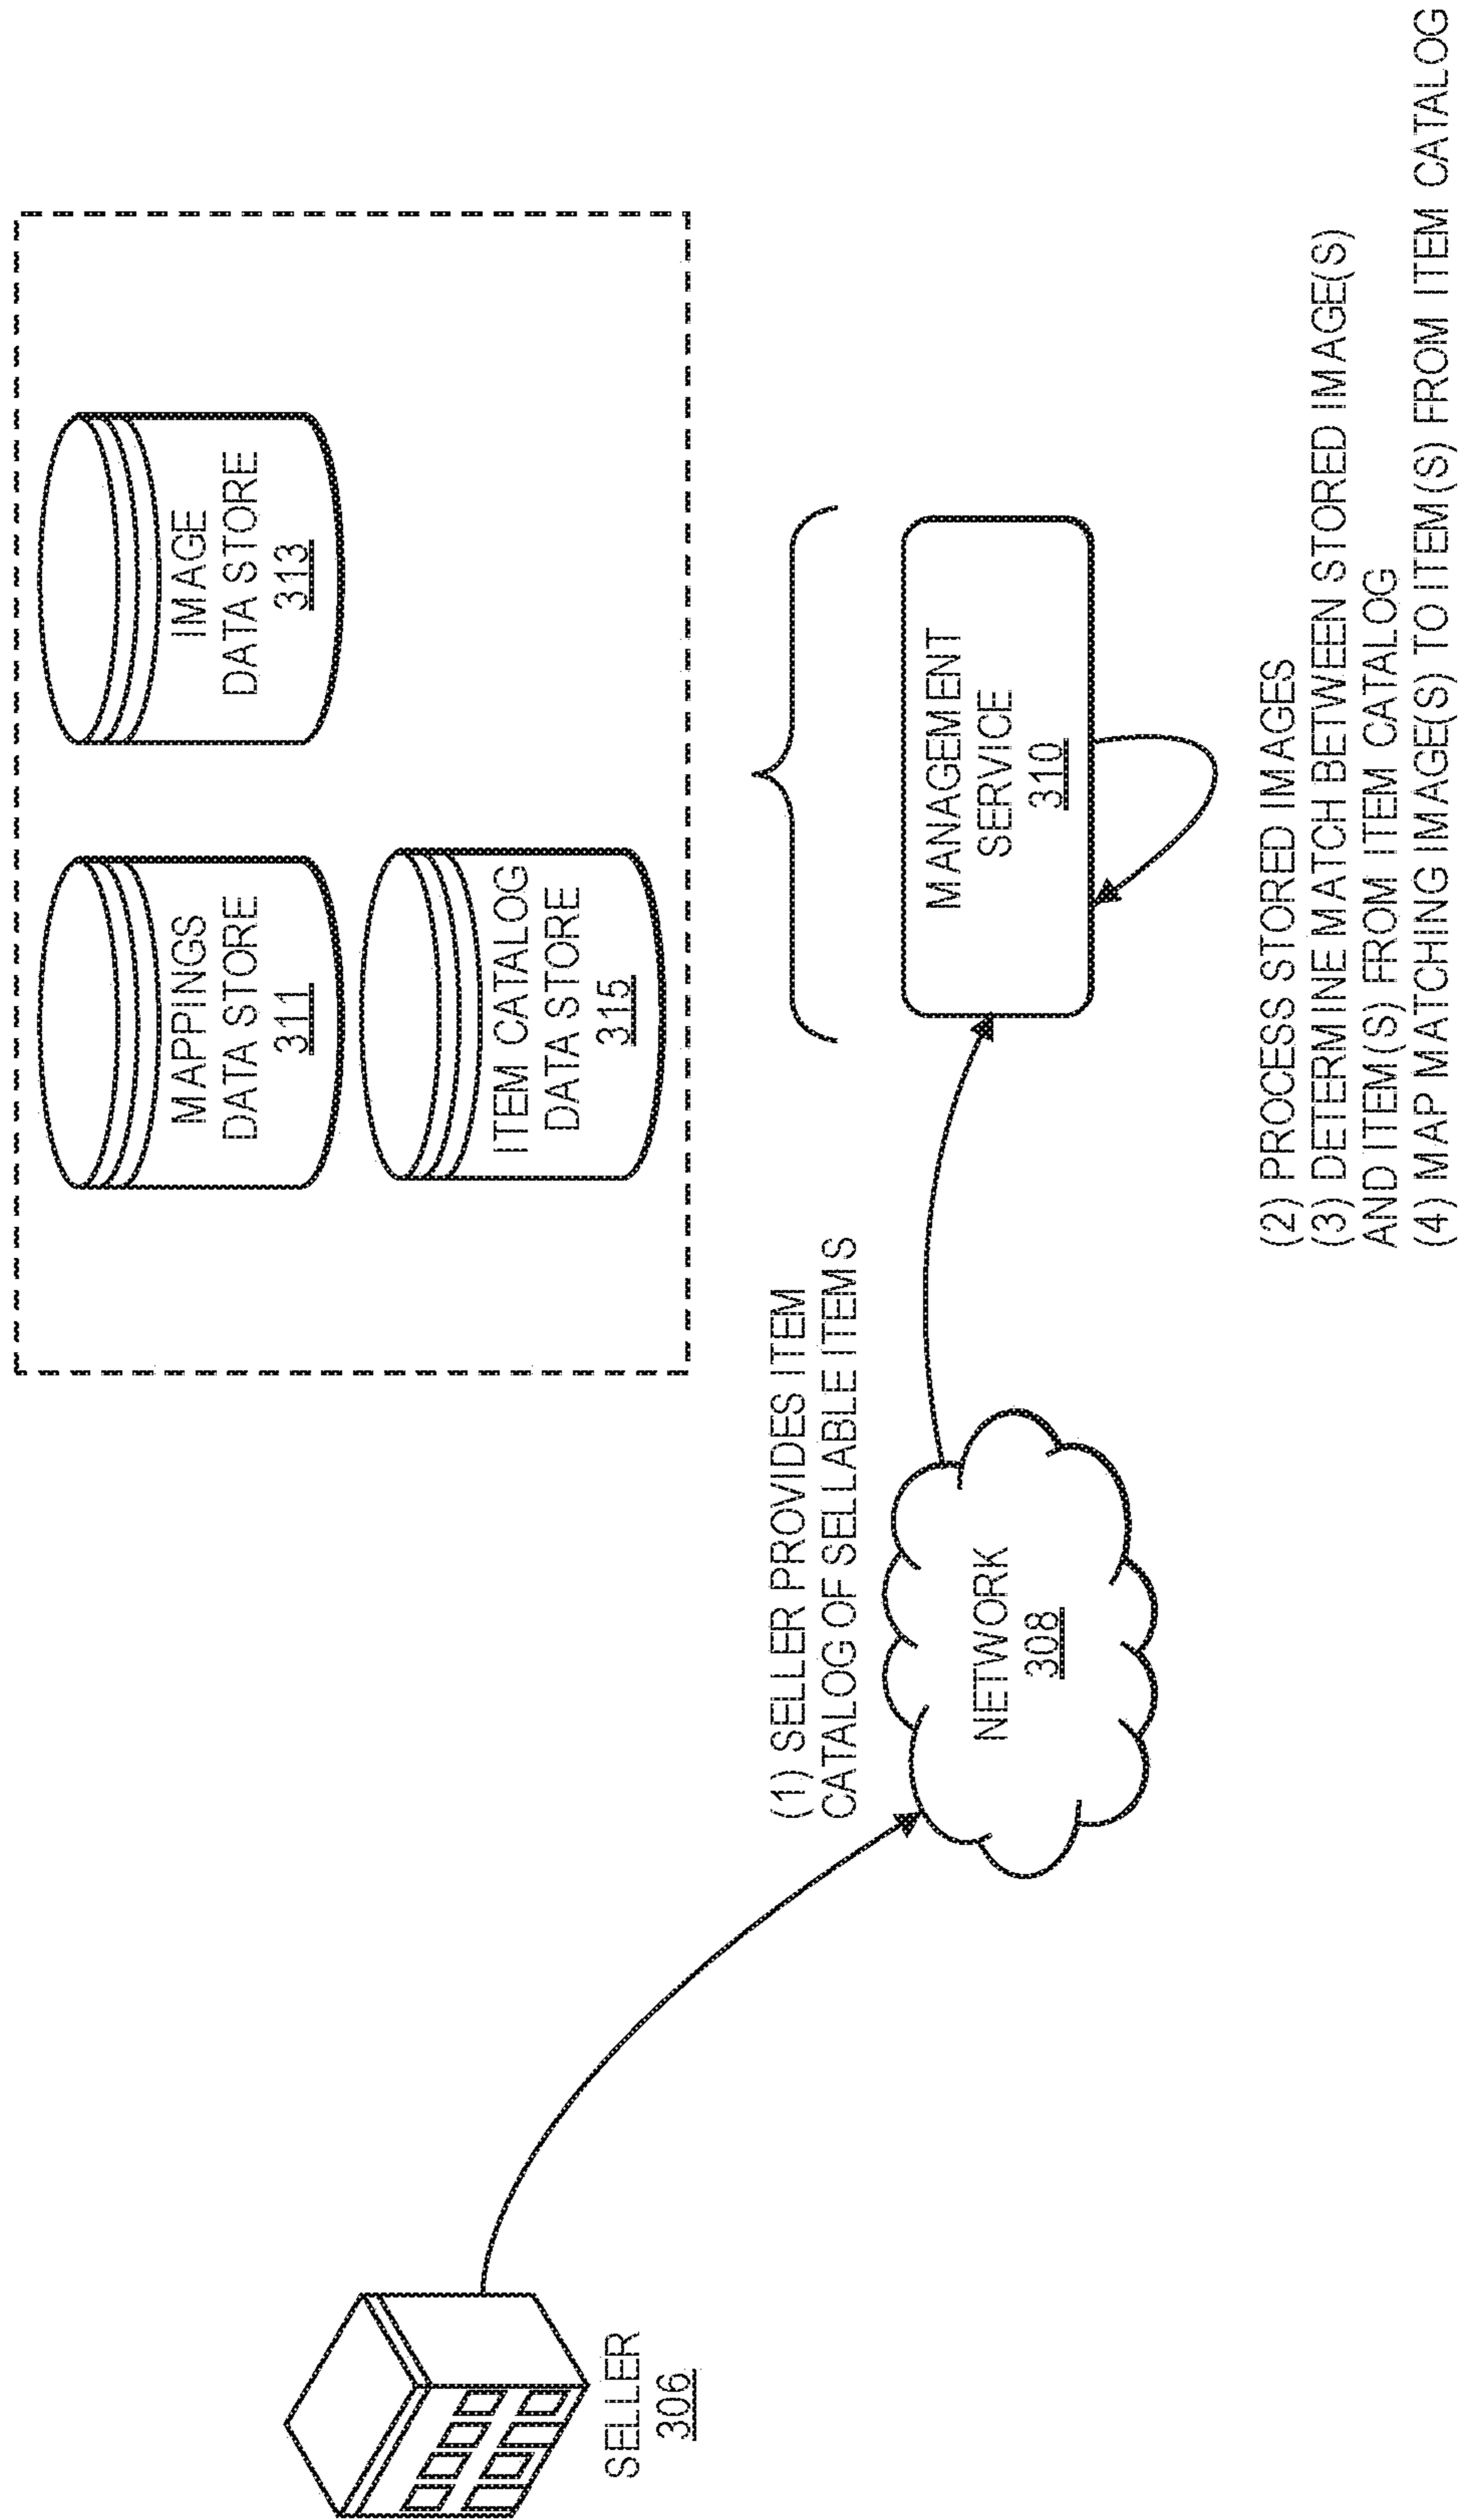 MAPPINGS
DATA STORE
311
IMAGE
DATA STORE
313
ITEM CATALOG
DATA STORE
315
(1) SELLER PROVIDES ITEM
CATALOG OF SELLABLE ITEMS
SELLER
306
NETWORK
308
MANAGEMENT
SERVICE
310
(2) PROCESS STORED IMAGES
(3) DETERMINE MATCH BETWEEN STORED IMAGE(S)
AND ITEM(S) FROM ITEM CATALOG
(4) MAP MATCHING IMAGE(S) TO ITEM(S) FROM ITEM CATALOG